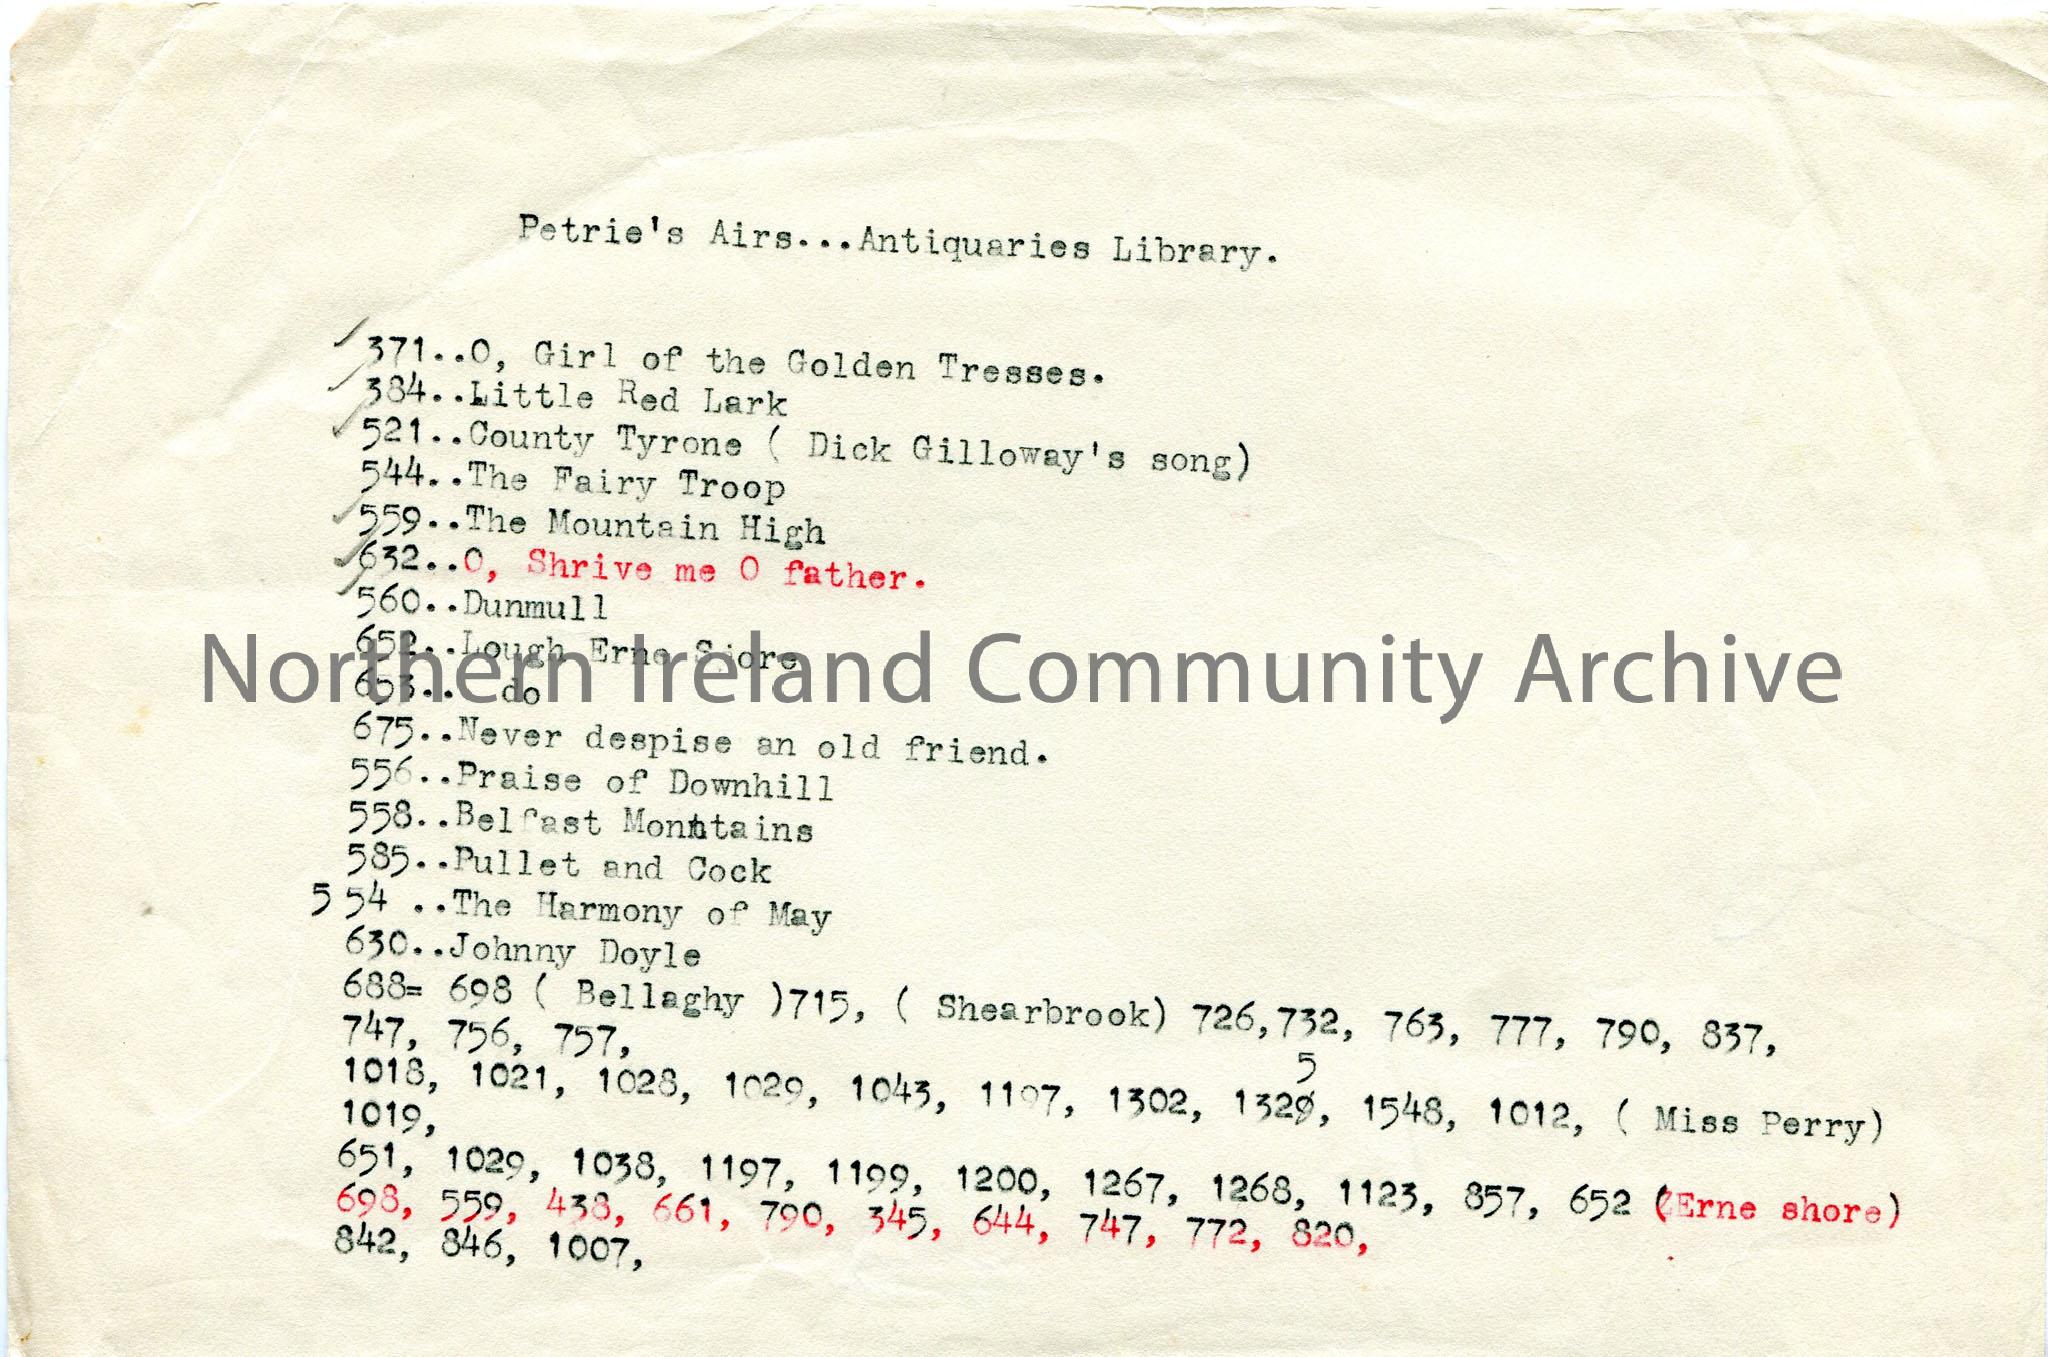 Petrie's Airs...Antiquaries Library.
371..O, Girl of the Golden Tresses.
384..Little Red Lark
521..County Tyrone ( Dick Gilloway's song)
544..The Fairy Troop
559..The Mountain High
632..O, Shrive me O father.
560..Dunmull
652..Lough Erne Shore
653.. do
Northern Ireland Community Archive
675..Never despise an old friend.
556..Praise of Downhill
558..Belfast Mountains
585..Pullet and Cock
554 ..The Harmony of May
630..Johnny Doyle
688= 698 ( Bellaghy )715, ( Shearbrook) 726,732, 763, 777, 790, 837,
747, 756, 757,
5
1018, 1021, 1028, 1029, 1043, 1197, 1302, 1329, 1548, 1012, ( Miss Perry)
1019,
651, 1029, 1038, 1197, 1199, 1200, 1267, 1268, 1123, 857, 652 (Erne shore)
698, 559, 438, 661, 790, 345, 644, 747, 772, 820,
842, 846, 1007,